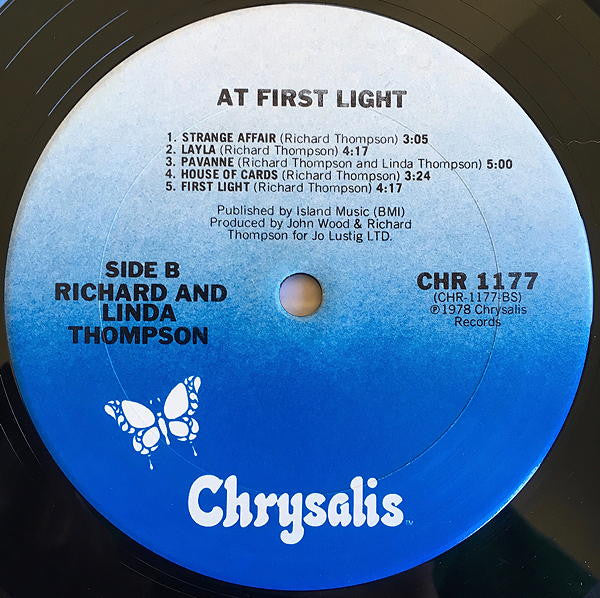 AT FIRST LIGHT
1. STRANGE AFFAIR (Richard Thompson) 3:05
2. LAYLA (Richard Thompson) 4:17
3. PAVANNE (Richard Thompson and Linda Thompson) 5:00
4. HOUSE OF CARDS (Richard Thompson) 3:24
5. FIRST LIGHT (Richard Thompson) 4:17
Published by Island Music (BMI)
Produced by John Wood & Richard
Thompson for Jo Lustig LTD.
SIDE B
RICHARD AND
LINDA
THOMPSON
CHR 1177
(CHR-1177-BS)
℗1978 Chrysalis
Records
Chrysalis™